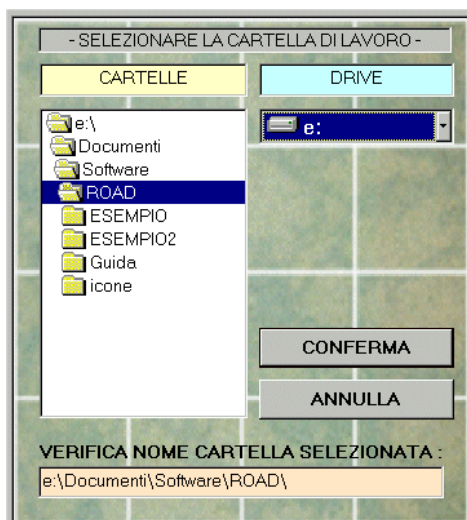 - SELEZIONARE LA CARTELLA DI LAVORO -
CARTELLE
DRIVE
e:\
Documenti
Software
ROAD
ESEMPIO
ESEMPIO2
Guida
icone
e:
CONFERMA
ANNULLA
VERIFICA NOME CARTELLA SELEZIONATA :
e:\Documenti\Software\ROAD\